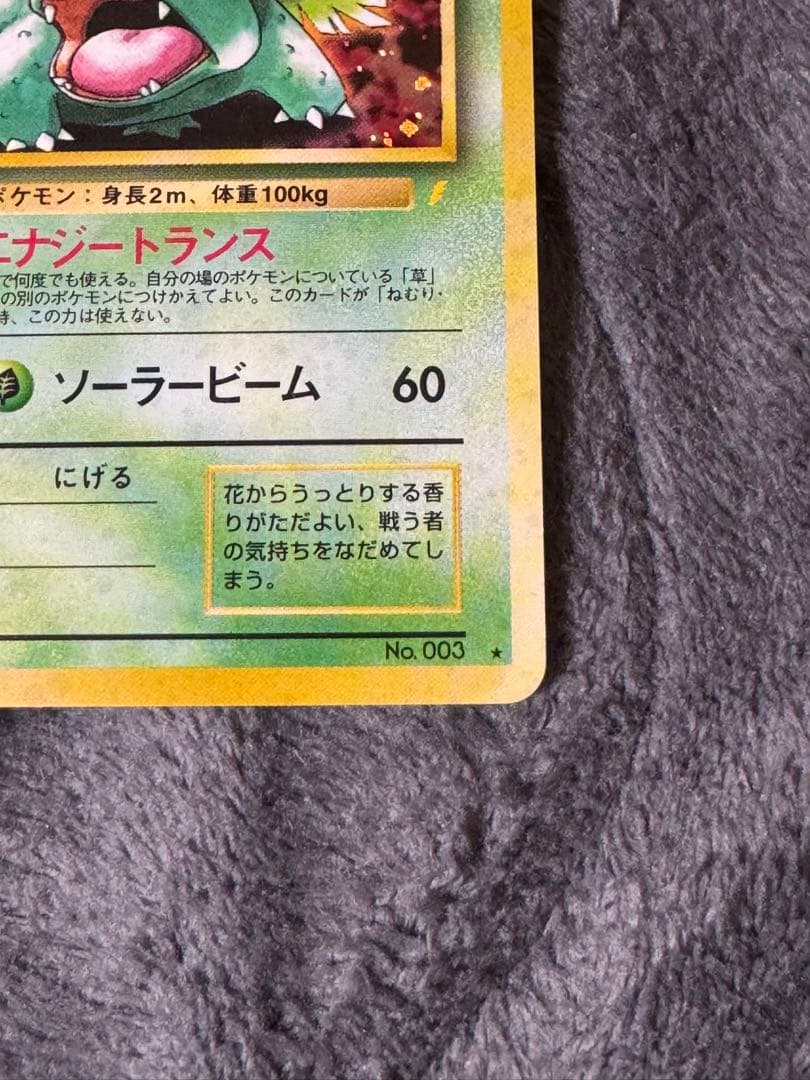 ポケモン：身長2m、体重100kg
エナジートランス
で何度でも使える。自分の場のポケモンについている「草」
の別のポケモンにつけかえてよい。このカードが「ねむり・
時、この力は使えない。
ソーラービーム 60
にげる
花からうっとりする香
りがただよい、戦う者
の気持ちをなだめてし
まう。
No. 003 ★